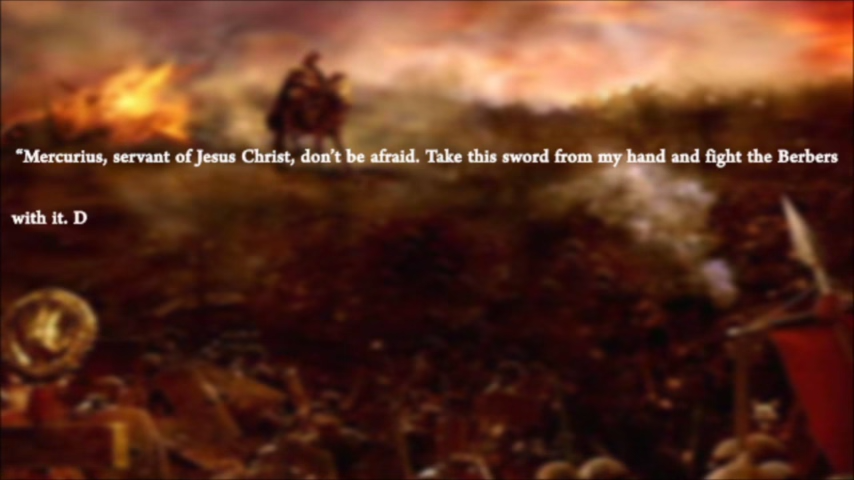 “Mercurius, servant of Jesus Christ, don’t be afraid. Take this sword from my hand and fight the Berbers
with it. D